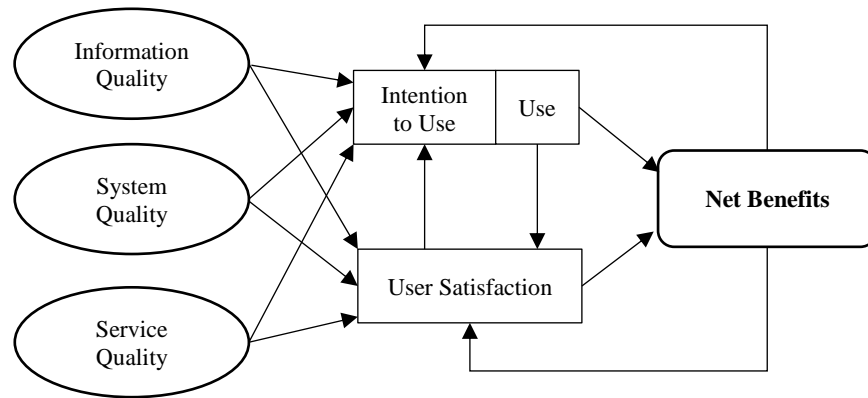 Information
Quality
System
Quality
Service
Quality
Intention
to Use
Use
User Satisfaction
Net Benefits